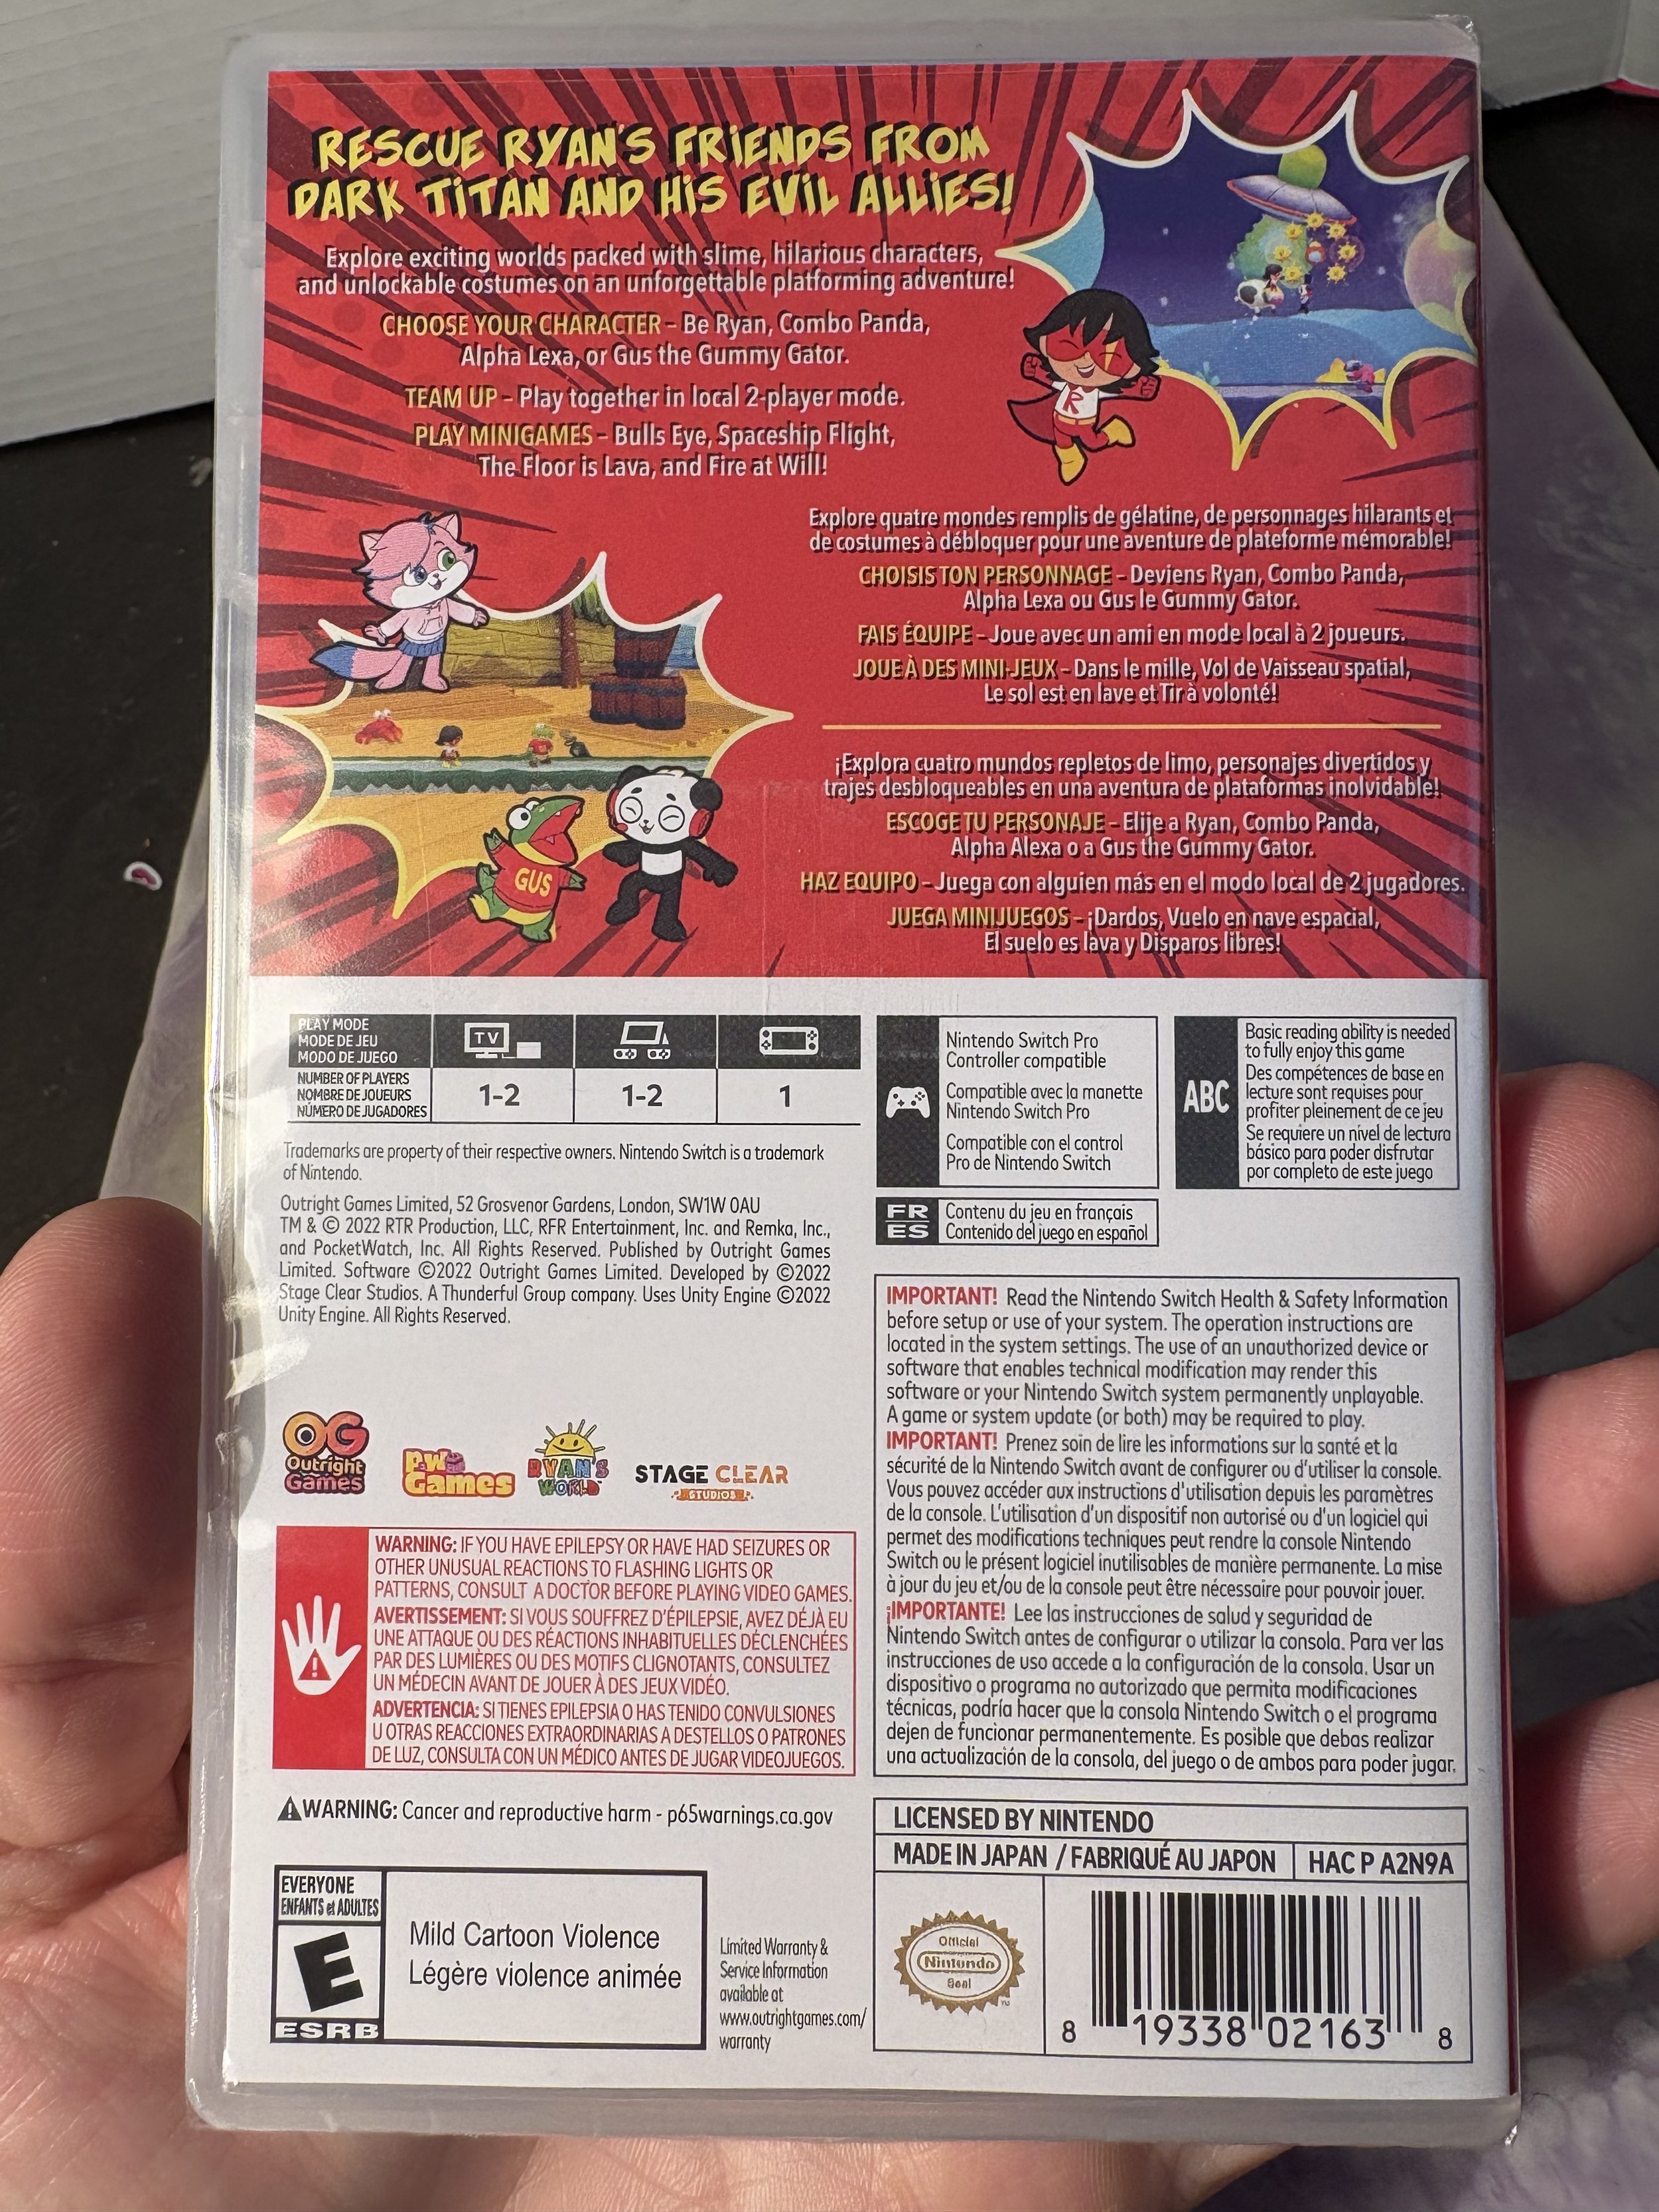 RESCUE RYAN'S FRIENDS FROM
DARK TITAN AND HIS EVIL ALLIES!
Explore exciting worlds packed with slime, hilarious characters,
and unlockable costumes on an unforgettable platforming adventure!
CHOOSE YOUR CHARACTER – Be Ryan, Combo Panda,
Alpha Lexa, or Gus the Gummy Gator.
TEAM UP – Play together in local 2-player mode.
PLAY MINIGAMES – Bulls Eye, Spaceship Flight,
The Floor is Lava, and Fire at Will!
R
Explore quatre mondes remplis de gélatine, de personnages hilarants et
de costumes à débloquer pour une aventure de plateforme mémorable!
CHOISIS TON PERSONNAGE – Deviens Ryan, Combo Panda,
Alpha Lexa ou Gus le Gummy Gator.
FAIS ÉQUIPE – Joue avec un ami en mode local à 2 joueurs.
JOUE À DES MINI-JEUX – Dans le mille, Vol de Vaisseau spatial,
Le sol est en lave et Tir à volonté!
¡Explora cuatro mundos repletos de limo, personajes divertidos y
trajes desbloqueables en una aventura de plataformas inolvidable!
ESCOGE TU PERSONAJE – Elije a Ryan, Combo Panda,
Alpha Alexa o a Gus the Gummy Gator.
HAZ EQUIPO – Juega con alguien más en el modo local de 2 jugadores.
JUEGA MINIJUEGOS – ¡Dardos, Vuelo en nave espacial,
El suelo es lava y Disparos libres!
GUS
PLAY MODE
MODE DE JEU
MODO DE JUEGO
TV
NUMBER OF PLAYERS
NOMBRE DE JOUEURS
NÚMERO DE JUGADORES
1-2
1-2
1
Nintendo Switch Pro
Controller compatible
Compatible avec la manette
Nintendo Switch Pro
Compatible con el control
Pro de Nintendo Switch
ABC
Basic reading ability is needed
to fully enjoy this game
Des compétences de base en
lecture sont requises pour
profiter pleinement de ce jeu
Se requiere un nivel de lectura
básico para poder disfrutar
por completo de este juego
FR
ES
Contenu du jeu en français
Contenido del juego en español
Trademarks are property of their respective owners. Nintendo Switch is a trademark
of Nintendo.
Outright Games Limited, 52 Grosvenor Gardens, London, SW1W 0AU
TM & © 2022 RTR Production, LLC, RFR Entertainment, Inc. and Remka, Inc.,
and PocketWatch, Inc. All Rights Reserved. Published by Outright Games
Limited. Software ©2022 Outright Games Limited. Developed by ©2022
Stage Clear Studios. A Thunderful Group company. Uses Unity Engine ©2022
Unity Engine. All Rights Reserved.
OG
Outright
Games
pw
Games
RYAN'S
WORLD
STAGE CLEAR
STUDIOS
WARNING: IF YOU HAVE EPILEPSY OR HAVE HAD SEIZURES OR
OTHER UNUSUAL REACTIONS TO FLASHING LIGHTS OR
PATTERNS, CONSULT A DOCTOR BEFORE PLAYING VIDEO GAMES.
AVERTISSEMENT: SI VOUS SOUFFREZ D'ÉPILEPSIE, AVEZ DÉJÀ EU
UNE ATTAQUE OU DES RÉACTIONS INHABITUELLES DÉCLENCHÉES
PAR DES LUMIÈRES OU DES MOTIFS CLIGNOTANTS, CONSULTEZ
UN MÉDECIN AVANT DE JOUER À DES JEUX VIDÉO.
ADVERTENCIA: SI TIENES EPILEPSIA O HAS TENIDO CONVULSIONES
U OTRAS REACCIONES EXTRAORDINARIAS A DESTELLOS O PATRONES
DE LUZ, CONSULTA CON UN MÉDICO ANTES DE JUGAR VIDEOJUEGOS.
IMPORTANT! Read the Nintendo Switch Health & Safety Information
before setup or use of your system. The operation instructions are
located in the system settings. The use of an unauthorized device or
software that enables technical modification may render this
software or your Nintendo Switch system permanently unplayable.
A game or system update (or both) may be required to play.
IMPORTANT! Prenez soin de lire les informations sur la santé et la
sécurité de la Nintendo Switch avant de configurer ou d'utiliser la console.
Vous pouvez accéder aux instructions d'utilisation depuis les paramètres
de la console. L'utilisation d'un dispositif non autorisé ou d'un logiciel qui
permet des modifications techniques peut rendre la console Nintendo
Switch ou le présent logiciel inutilisables de manière permanente. La mise
à jour du jeu et/ou de la console peut être nécessaire pour pouvoir jouer.
¡IMPORTANTE! Lee las instrucciones de salud y seguridad de
Nintendo Switch antes de configurar o utilizar la consola. Para ver las
instrucciones de uso accede a la configuración de la consola. Usar un
dispositivo o programa no autorizado que permita modificaciones
técnicas, podría hacer que la consola Nintendo Switch o el programa
dejen de funcionar permanentemente. Es posible que debas realizar
una actualización de la consola, del juego o de ambos para poder jugar.
WARNING: Cancer and reproductive harm - p65warnings.ca.gov
EVERYONE
ENFANTS et ADULTES
E
ESRB
Mild Cartoon Violence
Légère violence animée
Limited Warranty &
Service Information
available at
www.outrightgames.com/
warranty
LICENSED BY NINTENDO
MADE IN JAPAN / FABRIQUÉ AU JAPON
HAC P A2N9A
Official
Nintendo
Seal
8 19338 02163 8